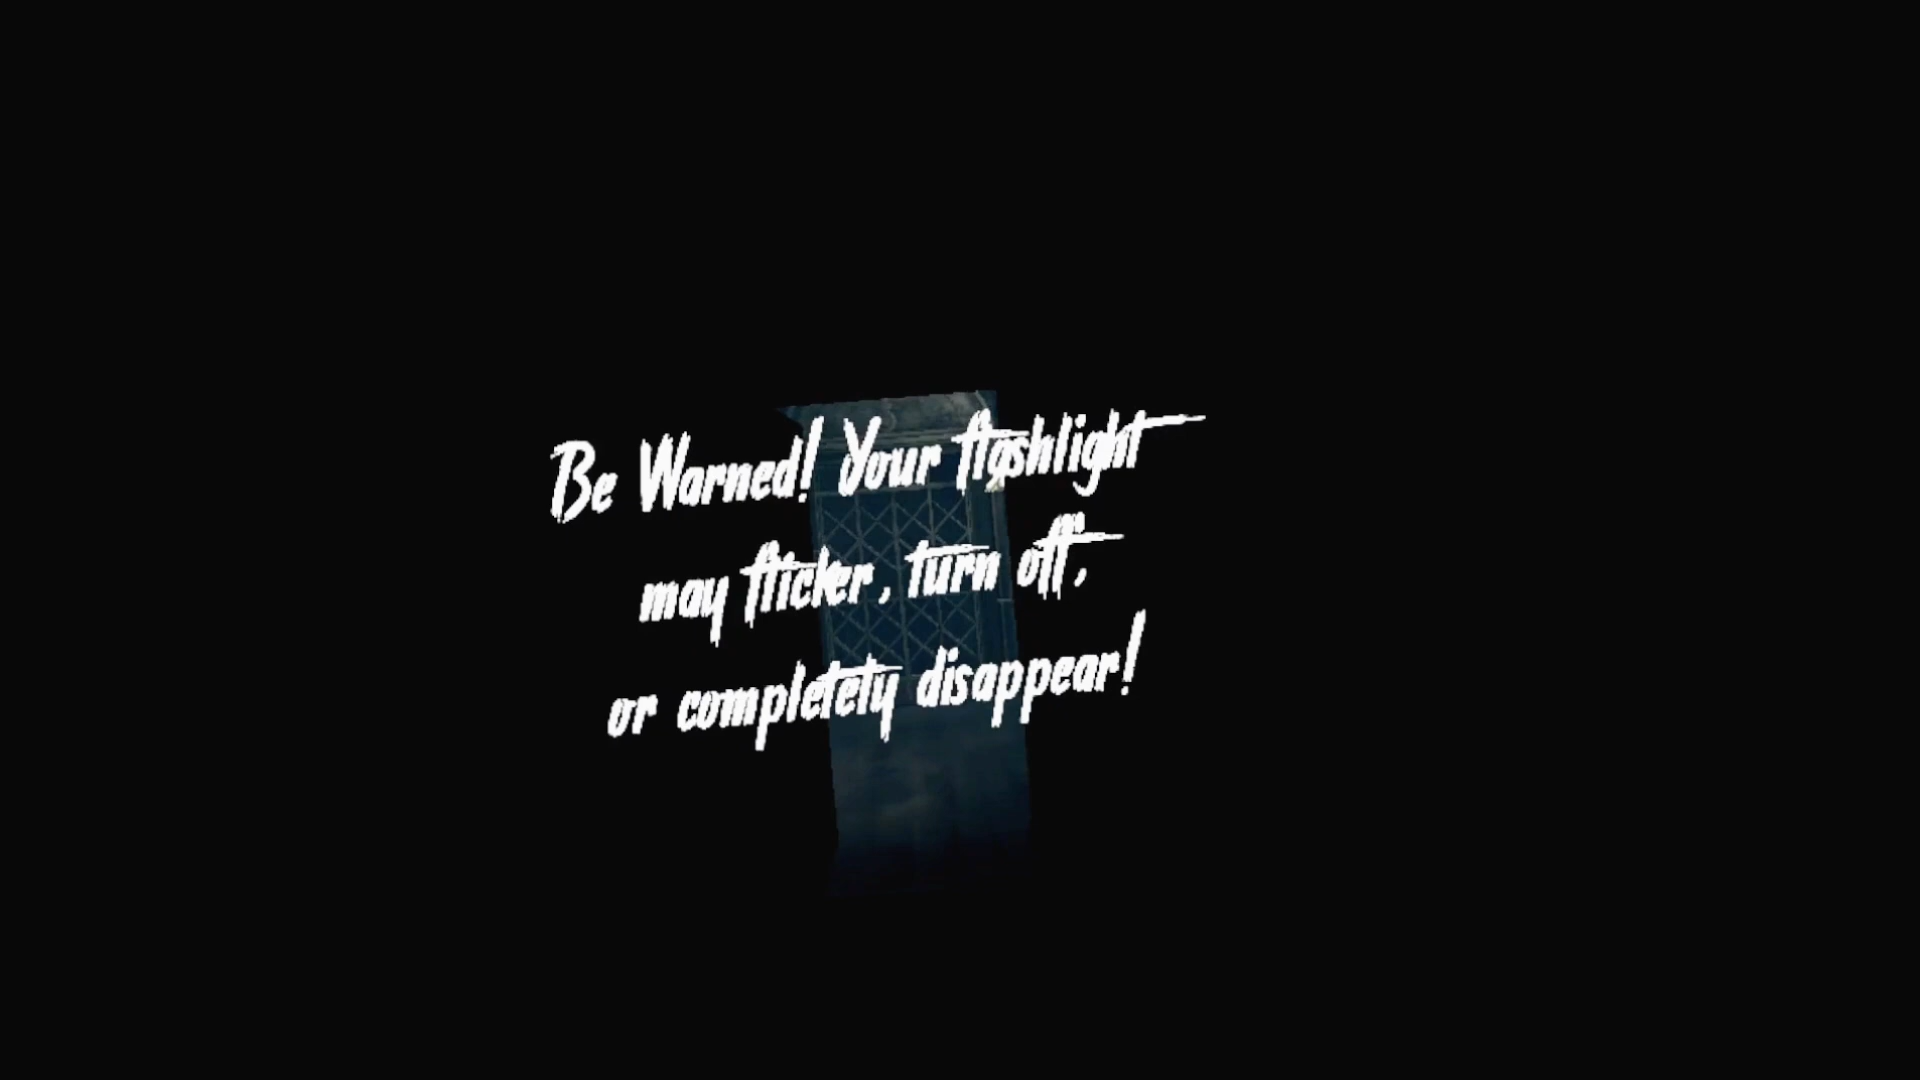 Be Warned! Your flashlight
may flicker, turn off,
or completely disappear!